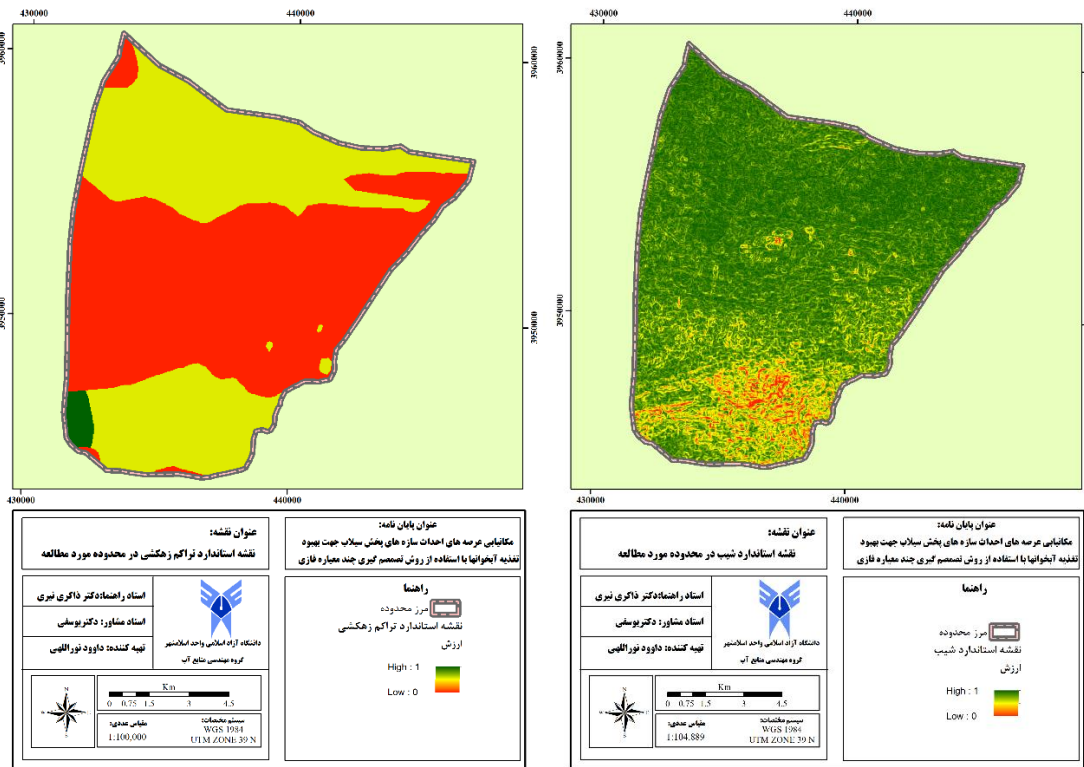 430000
440000
3960000
3960000
3950000
3950000
430000
440000
عنوان نقشه:
نقشه استاندارد تراکم زهکشی در محدوده مورد مطالعه
استاد راهنما:دکتر ذاکری نیری
استاد مشاور: دکتریوسفی
تهیه کننده: داوود نوراللهی
دانشگاه آزاد اسلامی واحد اسلامشهر
گروه مهندسی منابع آب
N
Km
0 0.75 1.5 3 4.5
مقیاس عددی:
1:100,000
سیستم مختصات:
WGS 1984
UTM ZONE 39 N
عنوان پایان نامه:
مکانیابی عرصه های احداث سازه های پخش سیلاب جهت بهبود
تغذیه آبخوانها با استفاده از روش تصمصم گیری چند معیاره فازی
راهنما
مرز محدوده
نقشه استاندارد تراکم زهکشی
ارزش
High : 1
Low : 0
430000
440000
3960000
3960000
3950000
3950000
430000
440000
عنوان نقشه:
نقشه استاندارد شیب در محدوده مورد مطالعه
استاد راهنما:دکتر ذاکری نیری
استاد مشاور: دکتریوسفی
تهیه کننده: داوود نوراللهی
دانشگاه آزاد اسلامی واحد اسلامشهر
گروه مهندسی منابع آب
N
Km
0 0.75 1.5 3 4.5
مقیاس عددی:
1:104,889
سیستم مختصات:
WGS 1984
UTM ZONE 39 N
عنوان پایان نامه:
مکانیابی عرصه های احداث سازه های پخش سیلاب جهت بهبود
تغذیه آبخوانها با استفاده از روش تصمصم گیری چند معیاره فازی
راهنما
مرز محدوده
نقشه استاندارد شیب
ارزش
High : 1
Low : 0